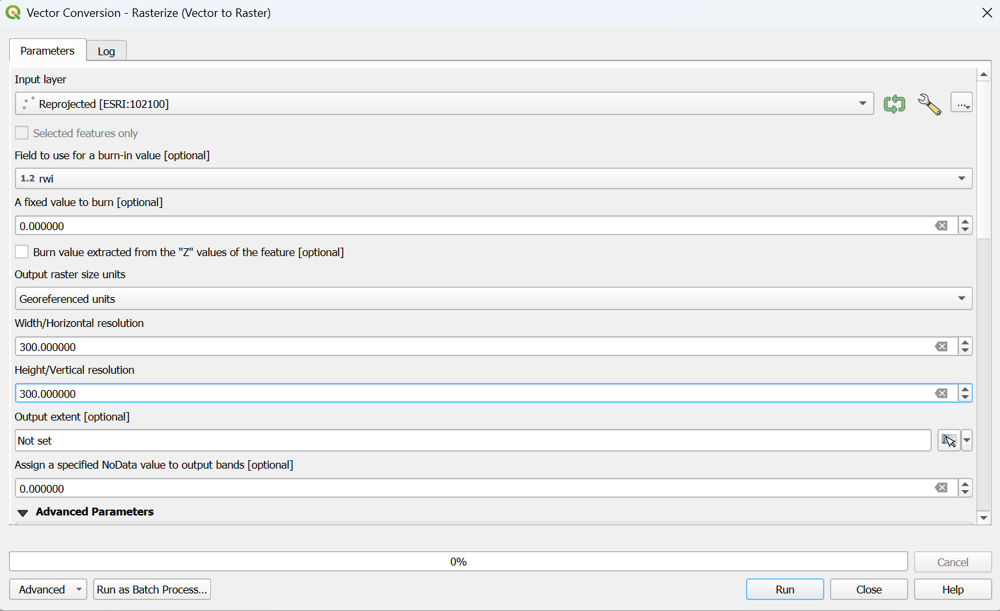 Vector Conversion - Rasterize (Vector to Raster)
Parameters
Log
Input layer
Reprojected [ESRI:102100]
...
Selected features only
Field to use for a burn-in value [optional]
1.2 rwi
A fixed value to burn [optional]
0.000000
Burn value extracted from the "Z" values of the feature [optional]
Output raster size units
Georeferenced units
Width/Horizontal resolution
300.000000
Height/Vertical resolution
300.000000
Output extent [optional]
Not set
Assign a specified NoData value to output bands [optional]
0.000000
Advanced Parameters
0%
Cancel
Advanced
Run as Batch Process...
Run
Close
Help